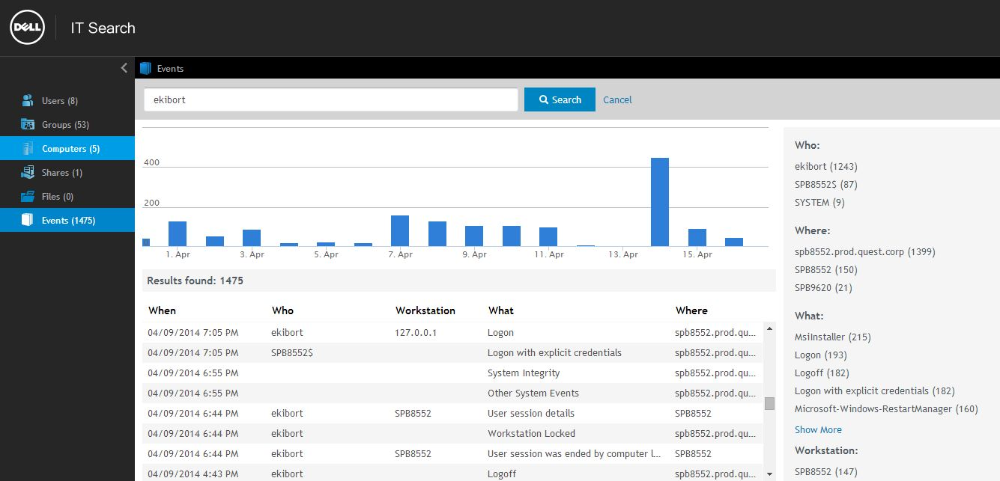 DELL IT Search
Events
Users (8)
Groups (53)
Computers (5)
Shares (1)
Files (0)
Events (1475)
ekibort Search Cancel
400
200
0
1. Apr 3. Apr 5. Apr 7. Apr 9. Apr 11. Apr 13. Apr 15. Apr
Results found: 1475
When Who Workstation What Where
04/09/2014 7:05 PM ekibort 127.0.0.1 Logon spb8552.prod.qu...
04/09/2014 7:05 PM SPB8552$ Logon with explicit credentials spb8552.prod.qu...
04/09/2014 6:55 PM System Integrity spb8552.prod.qu...
04/09/2014 6:55 PM Other System Events spb8552.prod.qu...
04/09/2014 6:44 PM ekibort SPB8552 User session details SPB8552
04/09/2014 6:44 PM ekibort Workstation Locked spb8552.prod.qu...
04/09/2014 6:44 PM ekibort SPB8552 User session was ended by computer l... SPB8552
04/09/2014 4:43 PM ekibort Logoff spb8552.prod.qu...
Who:
ekibort (1243)
SPB8552$ (87)
SYSTEM (9)
Where:
spb8552.prod.quest.corp (1399)
SPB8552 (150)
SPB9620 (21)
What:
MsiInstaller (215)
Logon (193)
Logoff (182)
Logon with explicit credentials (182)
Microsoft-Windows-RestartManager (160)
Show More
Workstation:
SPB8552 (147)